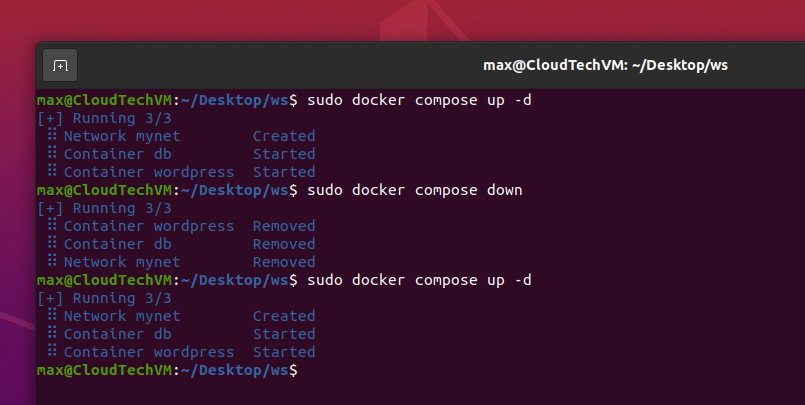 max@CloudTechVM: ~/Desktop/ws
max@CloudTechVM:~/Desktop/ws$ sudo docker compose up -d
[+] Running 3/3
⠿ Network mynet        Created
⠿ Container db         Started
⠿ Container wordpress  Started
max@CloudTechVM:~/Desktop/ws$ sudo docker compose down
[+] Running 3/3
⠿ Container wordpress  Removed
⠿ Container db         Removed
⠿ Network mynet        Removed
max@CloudTechVM:~/Desktop/ws$ sudo docker compose up -d
[+] Running 3/3
⠿ Network mynet        Created
⠿ Container db         Started
⠿ Container wordpress  Started
max@CloudTechVM:~/Desktop/ws$